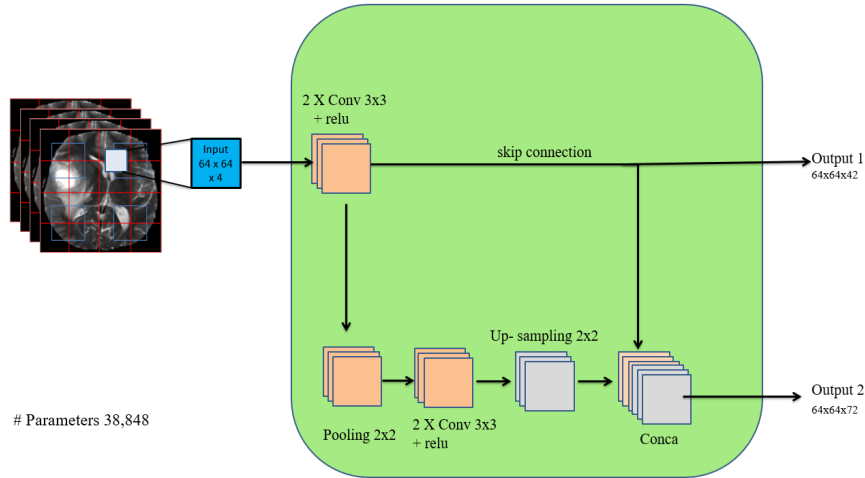 2 X Conv 3x3
+ relu
Input
64 x 64
x 4
skip connection
Output 1
64x64x42
Up- sampling 2x2
Output 2
64x64x72
# Parameters 38,848
Pooling 2x2
2 X Conv 3x3
+ relu
Conca